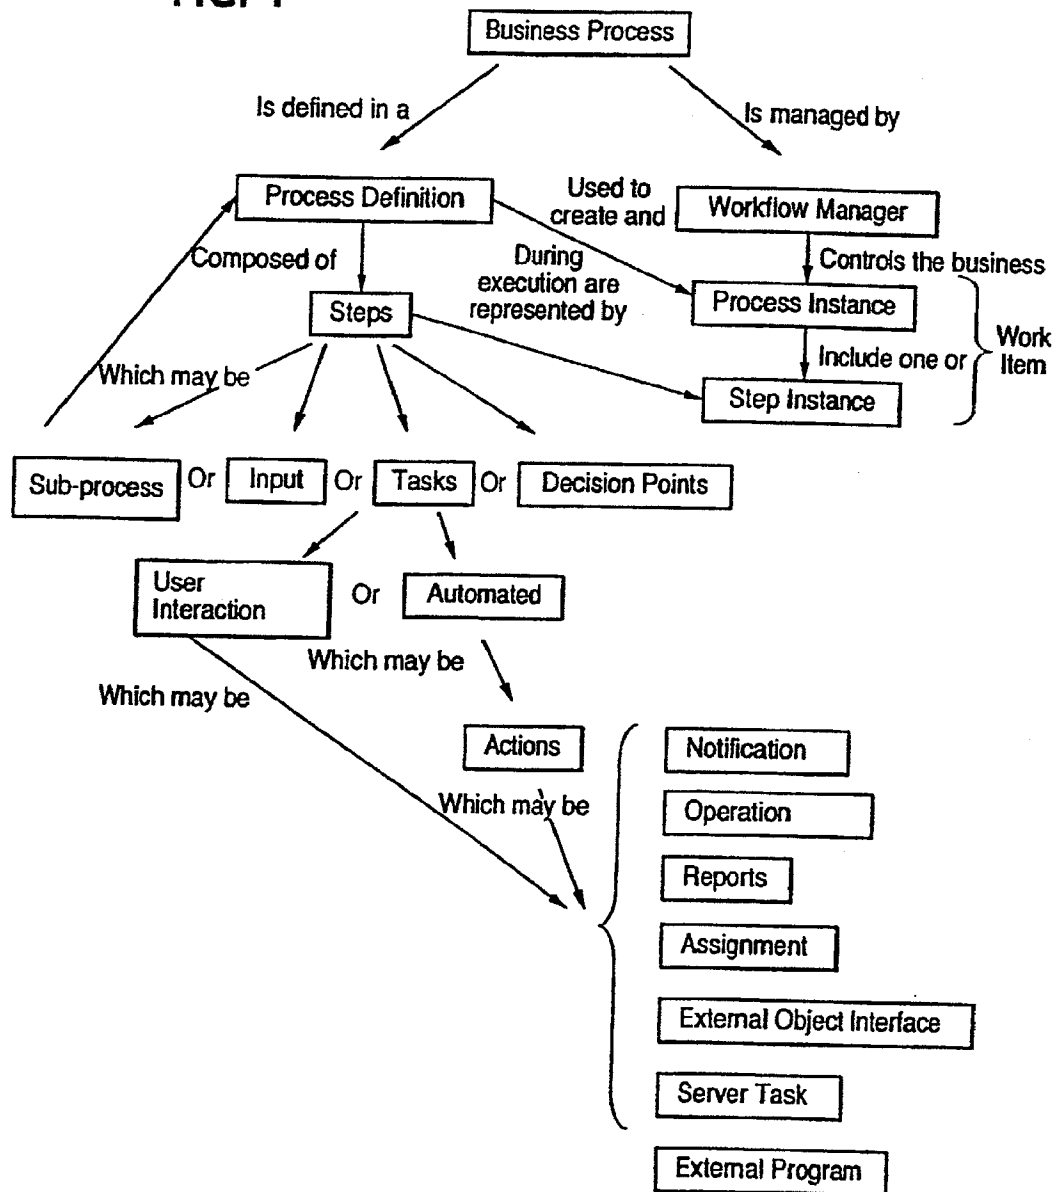 Business Process
Is defined in a
Is managed by
Process Definition
Used to
create and
Workflow Manager
Composed of
During
execution are
represented by
Controls the business
Process Instance
Steps
Work
Item
Include one or
Which may be
Step Instance
Sub-process Or Input Or Tasks Or Decision Points
User
Interaction
Or
Automated
Which may be
Which may be
Actions
Notification
Which may be
Operation
Reports
Assignment
External Object Interface
Server Task
External Program